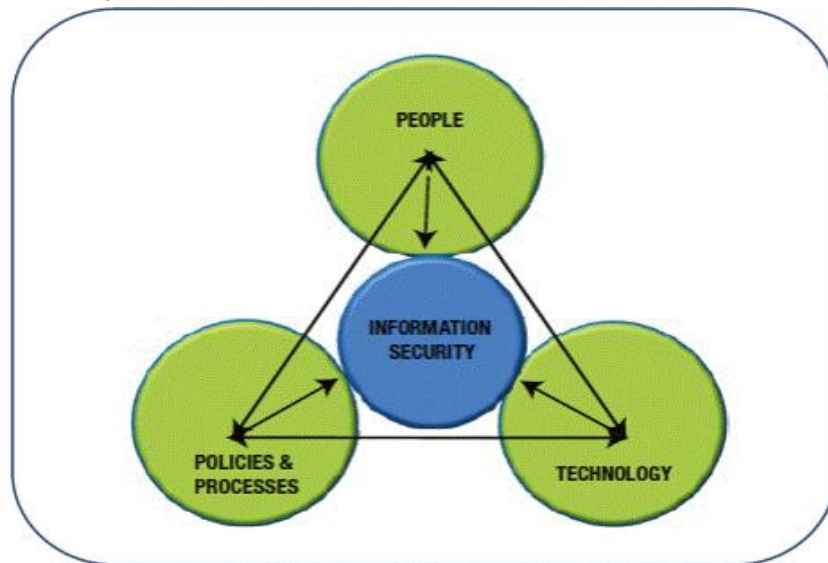 PEOPLE
INFORMATION
SECURITY
POLICIES &
PROCESSES
TECHNOLOGY